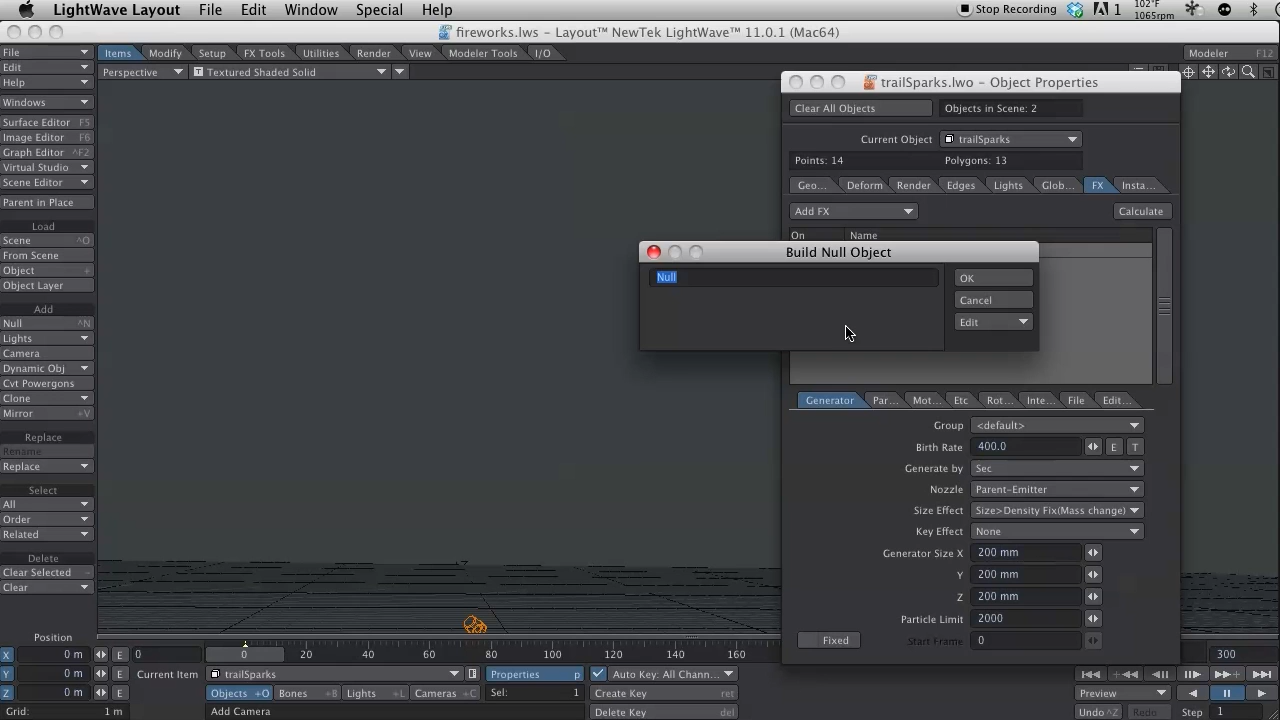 LightWave Layout File Edit Window Special Help Stop Recording 1 102°F 1065rpm
fireworks.lws – Layout™ NewTek LightWave™ 11.0.1 (Mac64)
File Items Modify Setup FX Tools Utilities Render View Modeler Tools I/O Modeler F12
Edit Perspective Textured Shaded Solid
Help
Windows
Surface Editor F5
Image Editor F6
Graph Editor ^F2
Virtual Studio
Scene Editor
Parent in Place
Load
Scene ^O
From Scene
Object +
Object Layer
Add
Null ^N
Lights
Camera
Dynamic Obj
Cvt Powergons
Clone
Mirror +V
Replace
Rename
Replace
Select
All
Order
Related
Delete
Clear Selected –
Clear
trailSparks.lwo – Object Properties
Clear All Objects Objects in Scene: 2
Current Object trailSparks
Points: 14 Polygons: 13
Geo... Deform Render Edges Lights Glob... FX Insta...
Add FX Calculate
On Name
Build Null Object
Null OK
Cancel
Edit
Generator Par... Mot... Etc Rot... Inte... File Edit...
Group <default>
Birth Rate 400.0 E T
Generate by Sec
Nozzle Parent-Emitter
Size Effect Size>Density Fix(Mass change)
Key Effect None
Generator Size X 200 mm
Y 200 mm
Z 200 mm
Particle Limit 2000
Fixed Start Frame 0
Position
X 0 m E 0 0 20 40 60 80 100 120 140 160 300
Y 0 m E Current Item trailSparks Properties p Auto Key: All Chann...
Z 0 m E Objects +O Bones +B Lights +L Cameras +C Sel: 1 Create Key ret Preview
Grid: 1 m Add Camera Delete Key del Undo ^Z Redo Step 1